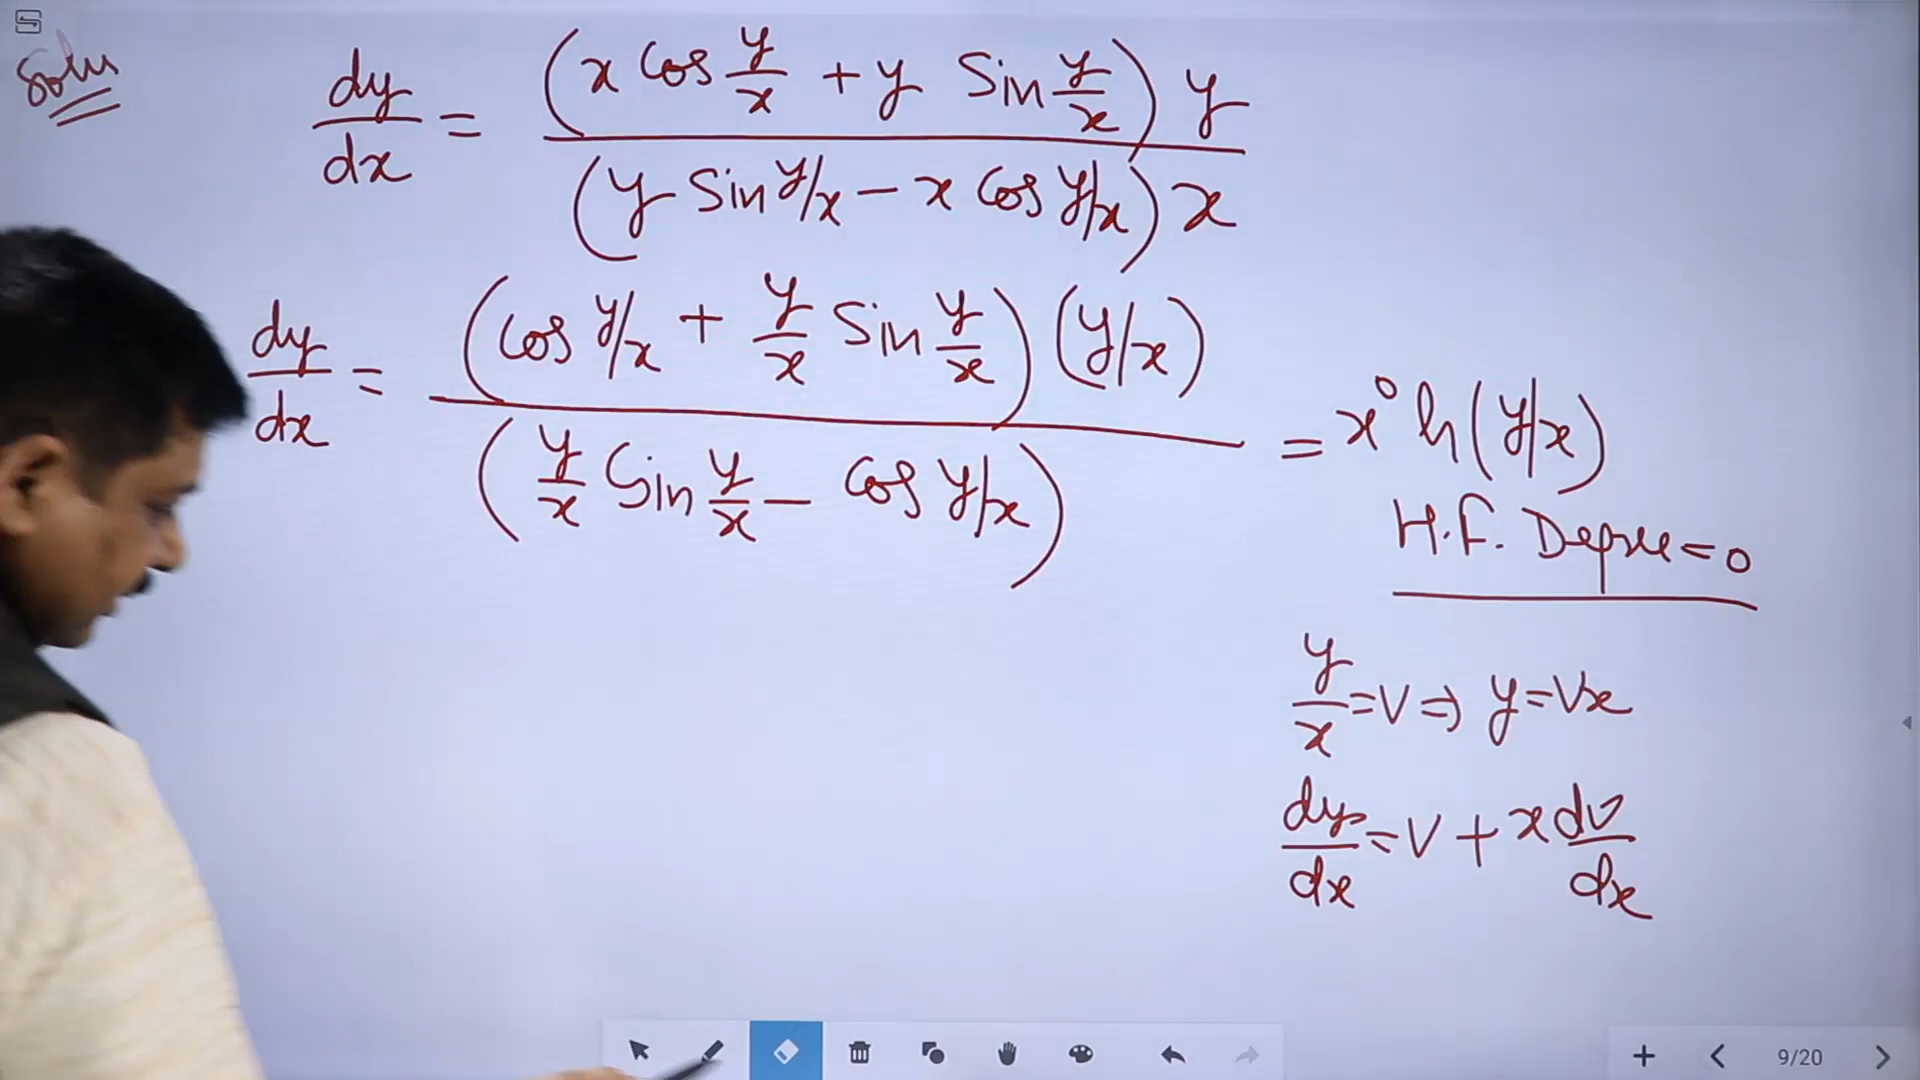 Solu
dy/dx = (x Cos y/x + y Sin y/x) y / (y Sin y/x - x Cos y/x) x
dy/dx = (Cos y/x + y/x Sin y/x) (y/x) / (y/x Sin y/x - Cos y/x) = x⁰ h(y/x)
H.F. Degree = 0
y/x = V ⇒ y = Vx
dy/dx = V + x dv/dx
9/20